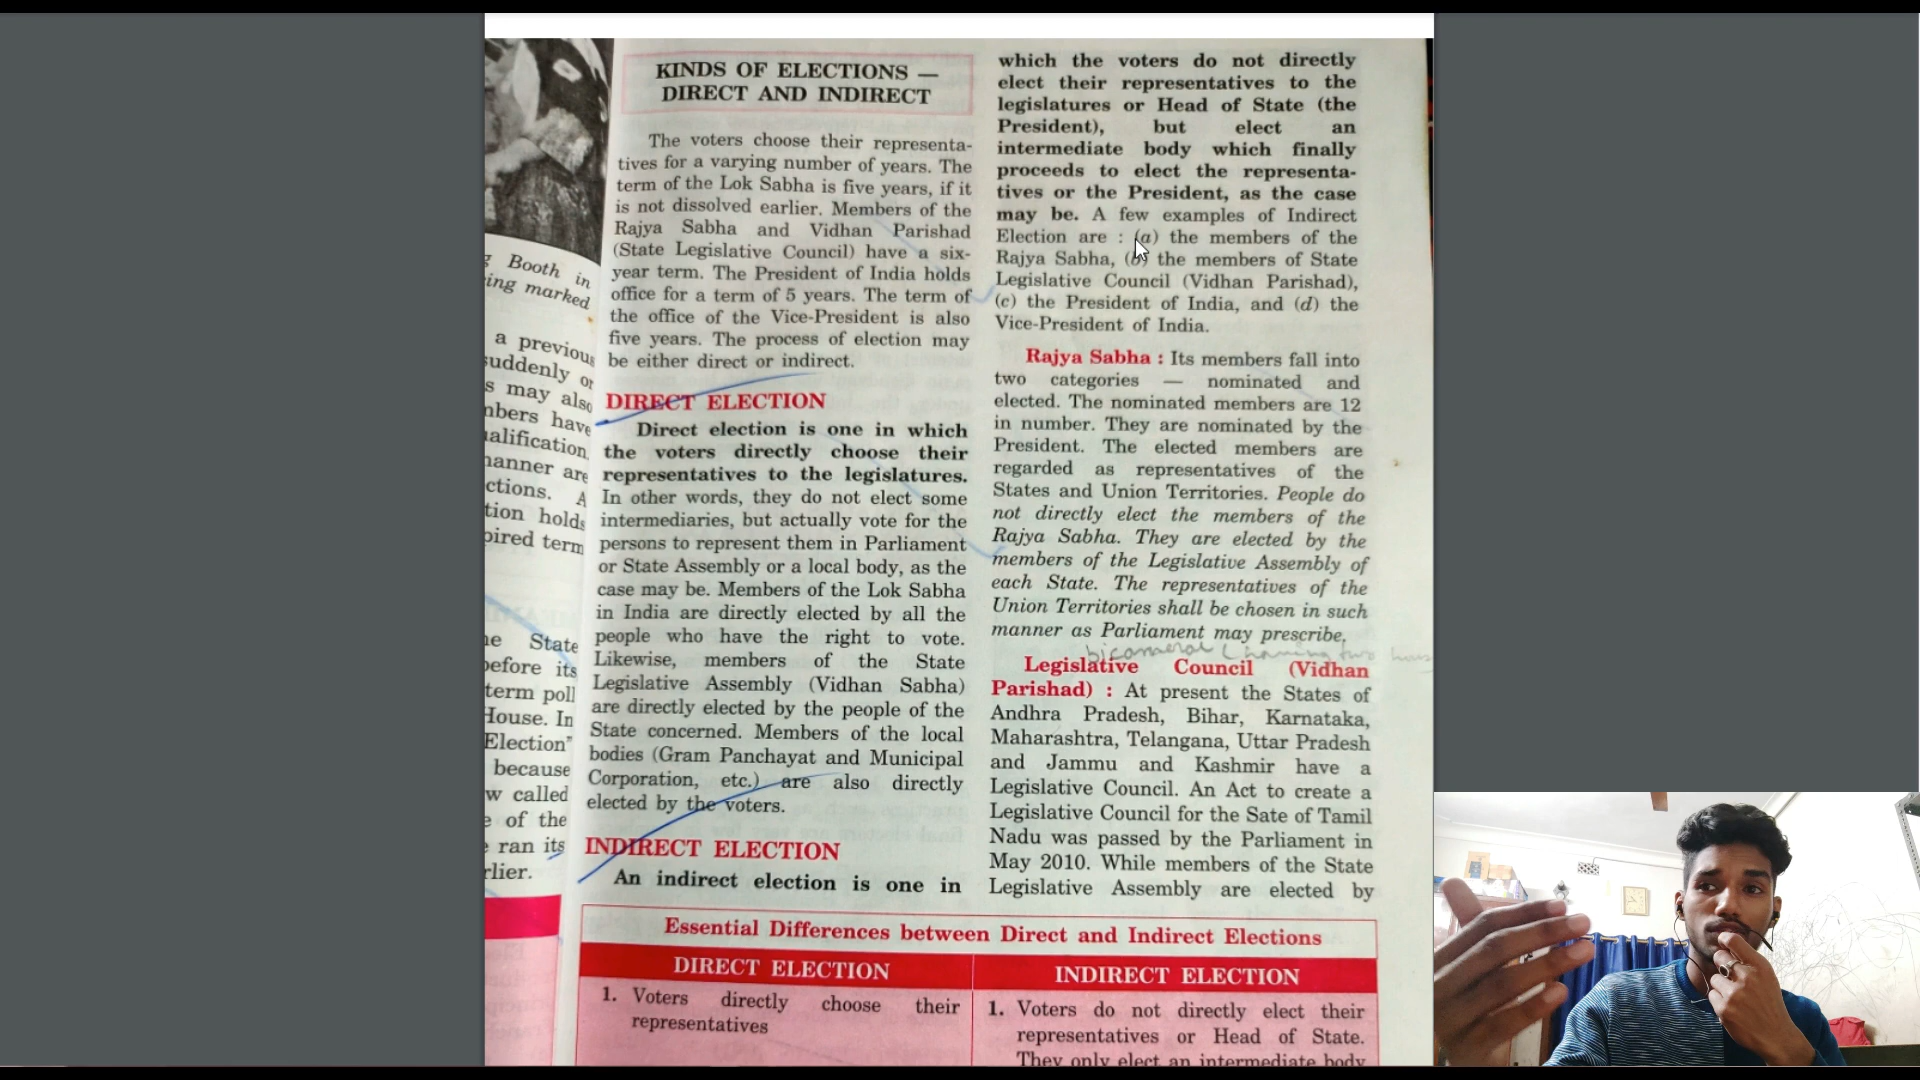 g Booth in
ing marked
a previous
suddenly or
s may also
nbers have
ualification,
nanner are
ctions. A
tion holds
pired term
ne State
before its
term poll
House. In
Election"
because
w called
e of the
e ran its
rlier.
KINDS OF ELECTIONS —
DIRECT AND INDIRECT
The voters choose their representa-
tives for a varying number of years. The
term of the Lok Sabha is five years, if it
is not dissolved earlier. Members of the
Rajya Sabha and Vidhan Parishad
(State Legislative Council) have a six-
year term. The President of India holds
office for a term of 5 years. The term of
the office of the Vice-President is also
five years. The process of election may
be either direct or indirect.
DIRECT ELECTION
Direct election is one in which
the voters directly choose their
representatives to the legislatures.
In other words, they do not elect some
intermediaries, but actually vote for the
persons to represent them in Parliament
or State Assembly or a local body, as the
case may be. Members of the Lok Sabha
in India are directly elected by all the
people who have the right to vote.
Likewise, members of the State
Legislative Assembly (Vidhan Sabha)
are directly elected by the people of the
State concerned. Members of the local
bodies (Gram Panchayat and Municipal
Corporation, etc.) are also directly
elected by the voters.
INDIRECT ELECTION
An indirect election is one in
which the voters do not directly
elect their representatives to the
legislatures or Head of State (the
President), but elect an
intermediate body which finally
proceeds to elect the representa-
tives or the President, as the case
may be. A few examples of Indirect
Election are : (a) the members of the
Rajya Sabha, (b) the members of State
Legislative Council (Vidhan Parishad),
(c) the President of India, and (d) the
Vice-President of India.
Rajya Sabha : Its members fall into
two categories — nominated and
elected. The nominated members are 12
in number. They are nominated by the
President. The elected members are
regarded as representatives of the
States and Union Territories. People do
not directly elect the members of the
Rajya Sabha. They are elected by the
members of the Legislative Assembly of
each State. The representatives of the
Union Territories shall be chosen in such
manner as Parliament may prescribe.
bicameral (having two
Legislative Council (Vidhan
Parishad) : At present the States of
Andhra Pradesh, Bihar, Karnataka,
Maharashtra, Telangana, Uttar Pradesh
and Jammu and Kashmir have a
Legislative Council. An Act to create a
Legislative Council for the Sate of Tamil
Nadu was passed by the Parliament in
May 2010. While members of the State
Legislative Assembly are elected by
Essential Differences between Direct and Indirect Elections
DIRECT ELECTION
1. Voters directly choose their
representatives
INDIRECT ELECTION
1. Voters do not directly elect their
representatives or Head of State.
They only elect an intermediate body